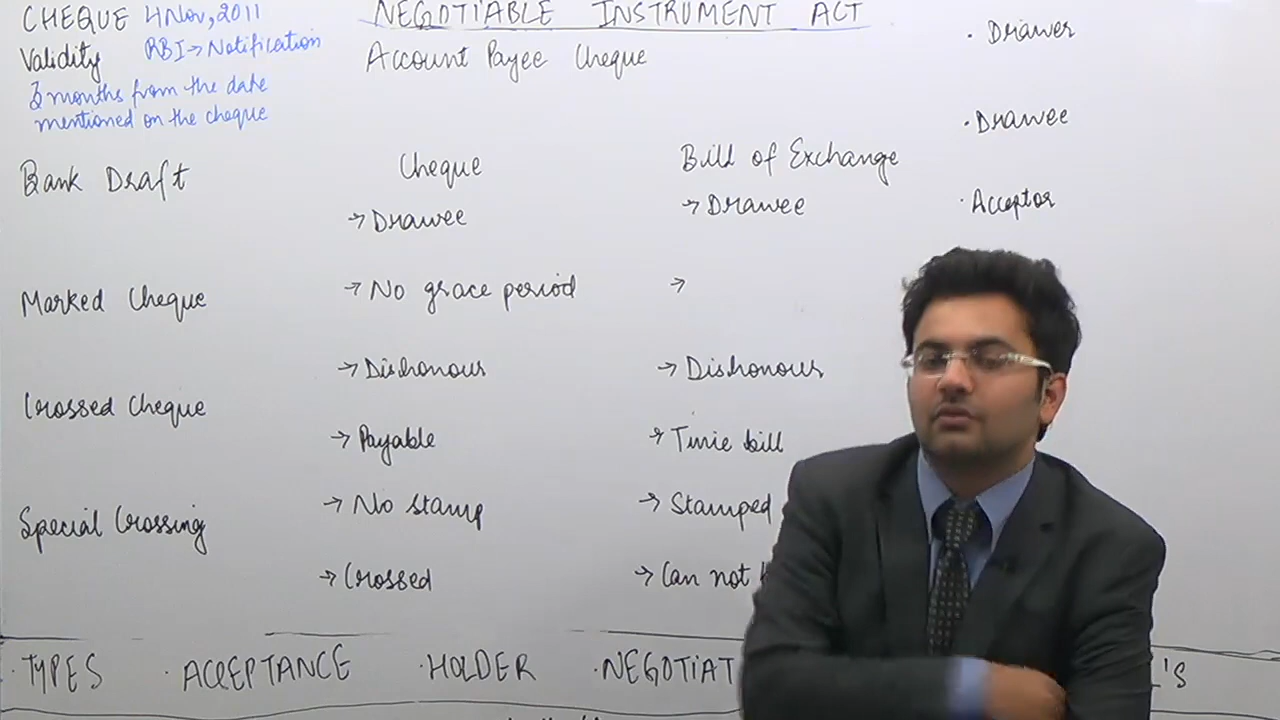 CHEQUE 4 Nov, 2011
NEGOTIABLE INSTRUMENT ACT
Validity RBI → Notification
Account Payee Cheque
3 months from the date
mentioned on the cheque
Bank Draft
Marked Cheque
Crossed Cheque
Special Crossing
Cheque
→ Drawee
→ No grace period
→ Dishonour
→ Payable
→ No stamp
→ Crossed
Bill of Exchange
→ Drawee
→
→ Dishonour
→ Time bill
→ Stamped
→ Can not
· Drawer
· Drawee
· Acceptor
· TYPES · ACCEPTANCE · HOLDER · NEGOTIAT 'S